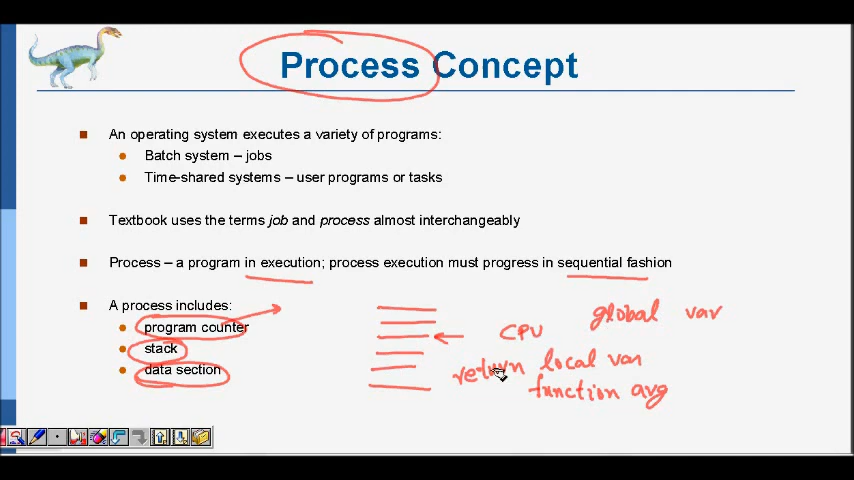 Process Concept
An operating system executes a variety of programs:
Batch system – jobs
Time-shared systems – user programs or tasks
Textbook uses the terms job and process almost interchangeably
Process – a program in execution; process execution must progress in sequential fashion
A process includes:
program counter
stack
data section
global var
CPU
return local var
function arg